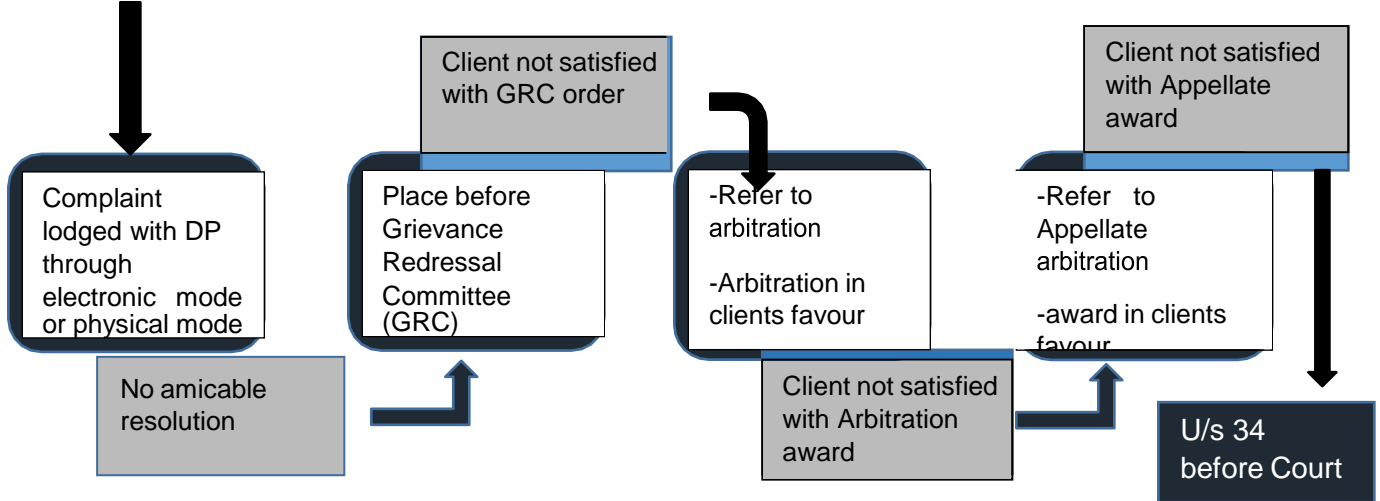 Complaint
lodged with DP
through
electronic mode
or physical mode
No amicable
resolution
Place before
Grievance
Redressal
Committee
(GRC)
Client not satisfied
with GRC order
-Refer to
arbitration
-Arbitration in
clients favour
Client not satisfied
with Arbitration
award
-Refer to
Appellate
arbitration
-award in clients
favour
Client not satisfied
with Appellate
award
U/s 34
before Court